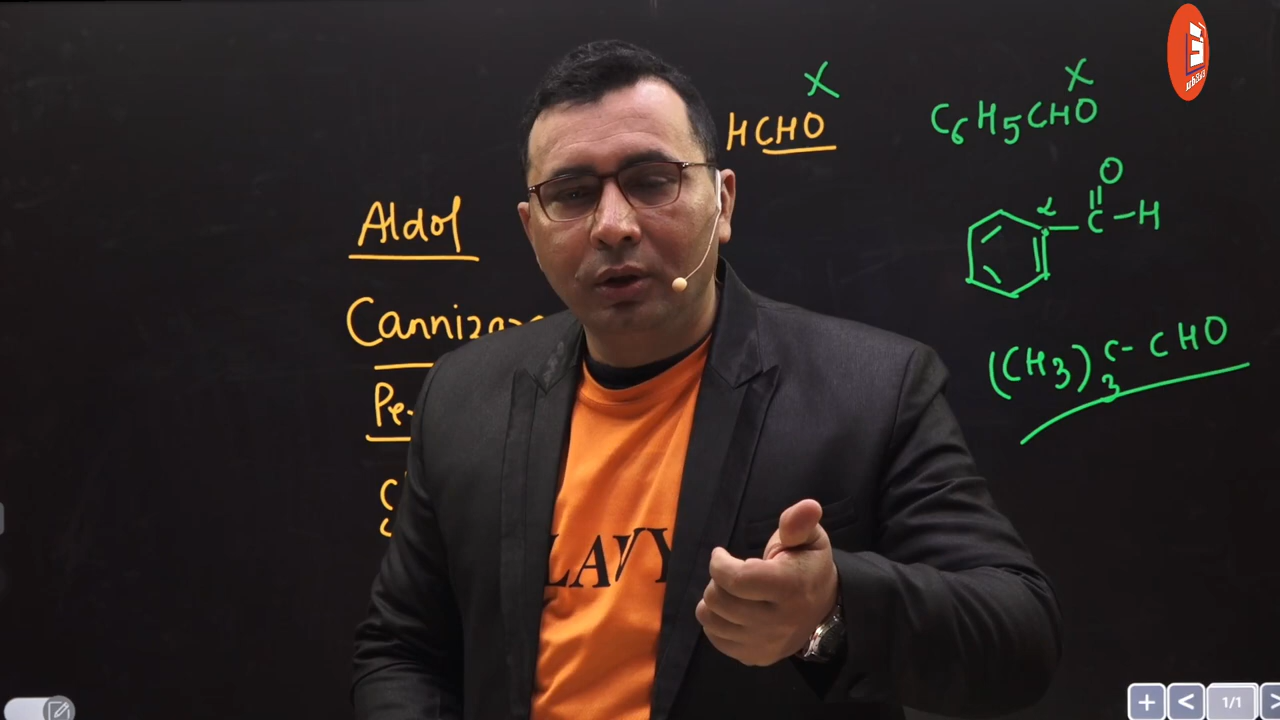 HCHO X
C6H5CHO X
Aldol
O
α
C-H
(CH3)3C-CHO
LAVY
1/1